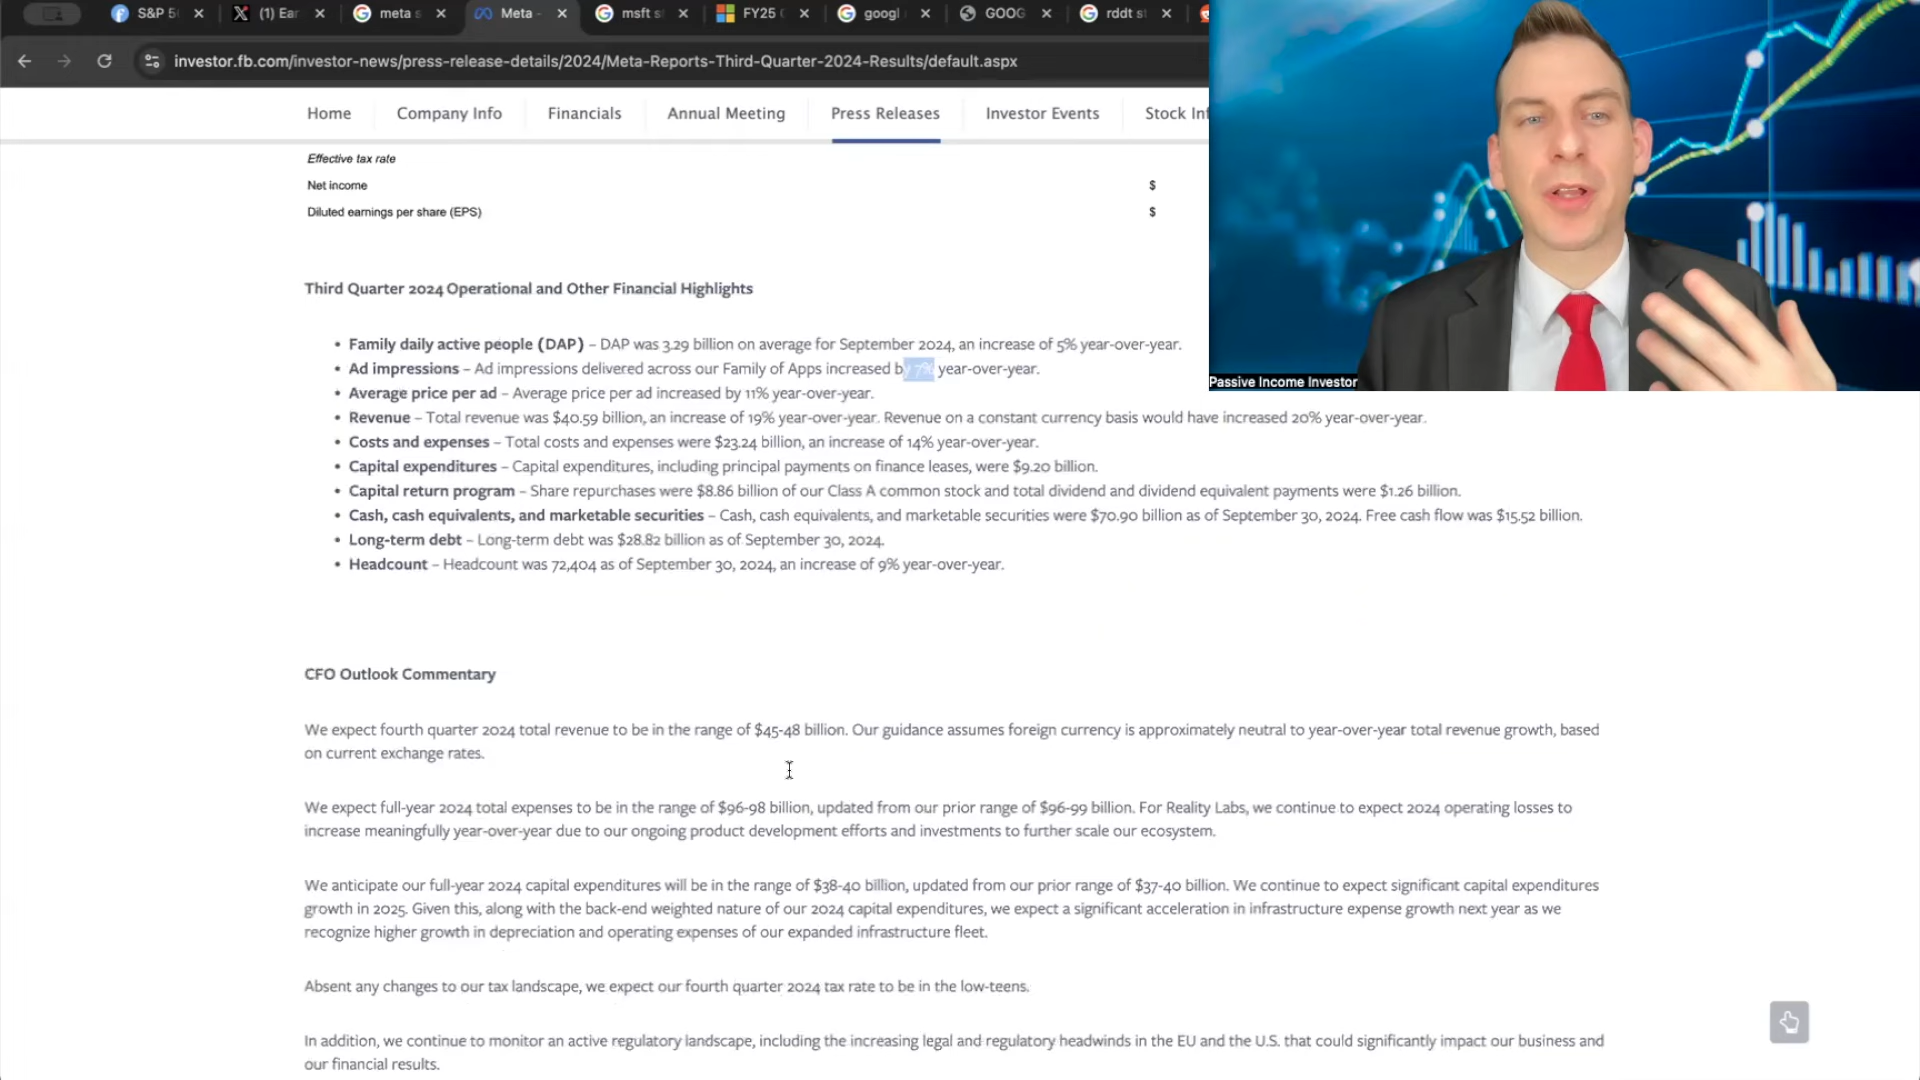 S&P 5
(1) Ear
meta s
Meta -
msft s
FY25
googl
GOOG
rddt s
investor.fb.com/investor-news/press-release-details/2024/Meta-Reports-Third-Quarter-2024-Results/default.aspx
Home
Company Info
Financials
Annual Meeting
Press Releases
Investor Events
Stock Inf
Effective tax rate
Net income $
Diluted earnings per share (EPS) $
Passive Income Investor
Third Quarter 2024 Operational and Other Financial Highlights
• Family daily active people (DAP) – DAP was 3.29 billion on average for September 2024, an increase of 5% year-over-year.
• Ad impressions – Ad impressions delivered across our Family of Apps increased by 7% year-over-year.
• Average price per ad – Average price per ad increased by 11% year-over-year.
• Revenue – Total revenue was $40.59 billion, an increase of 19% year-over-year. Revenue on a constant currency basis would have increased 20% year-over-year.
• Costs and expenses – Total costs and expenses were $23.24 billion, an increase of 14% year-over-year.
• Capital expenditures – Capital expenditures, including principal payments on finance leases, were $9.20 billion.
• Capital return program – Share repurchases were $8.86 billion of our Class A common stock and total dividend and dividend equivalent payments were $1.26 billion.
• Cash, cash equivalents, and marketable securities – Cash, cash equivalents, and marketable securities were $70.90 billion as of September 30, 2024. Free cash flow was $15.52 billion.
• Long-term debt – Long-term debt was $28.82 billion as of September 30, 2024.
• Headcount – Headcount was 72,404 as of September 30, 2024, an increase of 9% year-over-year.
CFO Outlook Commentary
We expect fourth quarter 2024 total revenue to be in the range of $45-48 billion. Our guidance assumes foreign currency is approximately neutral to year-over-year total revenue growth, based
on current exchange rates.
We expect full-year 2024 total expenses to be in the range of $96-98 billion, updated from our prior range of $96-99 billion. For Reality Labs, we continue to expect 2024 operating losses to
increase meaningfully year-over-year due to our ongoing product development efforts and investments to further scale our ecosystem.
We anticipate our full-year 2024 capital expenditures will be in the range of $38-40 billion, updated from our prior range of $37-40 billion. We continue to expect significant capital expenditures
growth in 2025. Given this, along with the back-end weighted nature of our 2024 capital expenditures, we expect a significant acceleration in infrastructure expense growth next year as we
recognize higher growth in depreciation and operating expenses of our expanded infrastructure fleet.
Absent any changes to our tax landscape, we expect our fourth quarter 2024 tax rate to be in the low-teens.
In addition, we continue to monitor an active regulatory landscape, including the increasing legal and regulatory headwinds in the EU and the U.S. that could significantly impact our business and
our financial results.